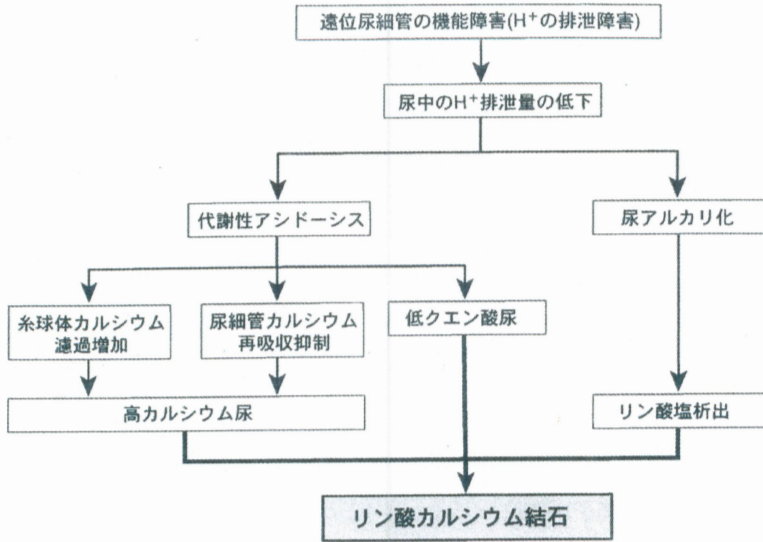 遠位尿細管の機能障害(H⁺の排泄障害)
尿中のH⁺排泄量の低下
代謝性アシドーシス
尿アルカリ化
糸球体カルシウム
濾過増加
尿細管カルシウム
再吸収抑制
低クエン酸尿
高カルシウム尿
リン酸塩析出
リン酸カルシウム結石